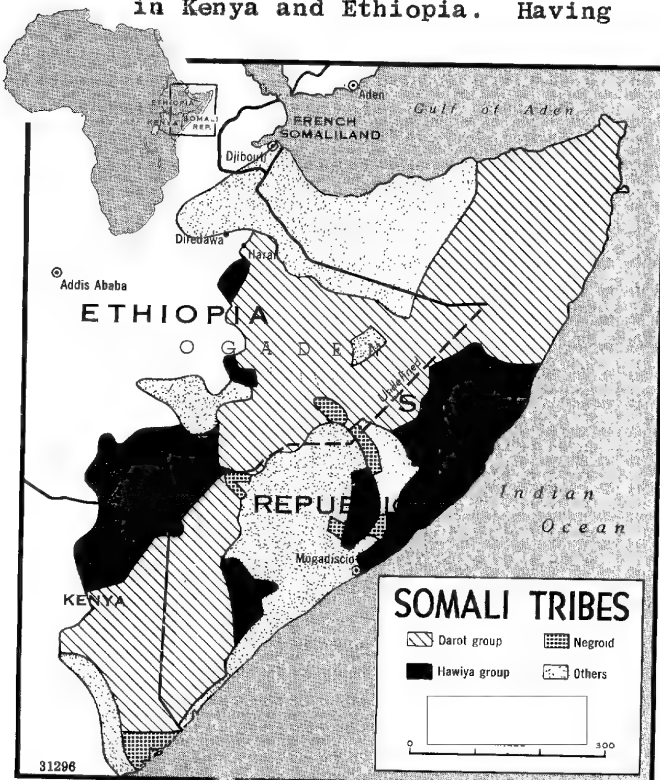 in Kenya and Ethiopia. Having
ETHIOPIA
KENYA
SOMALI
REP.
Aden
Gulf of Aden
FRENCH
SOMALILAND
Djibouti
Diredawa
Harar
Addis Ababa
ETHIOPIA
OGADEN
Undefined
S
REPUBLIC
Indian
Ocean
Mogadiscio
KENYA
SOMALI TRIBES
Darot group
Negroid
Hawiya group
Others
0
300
31296